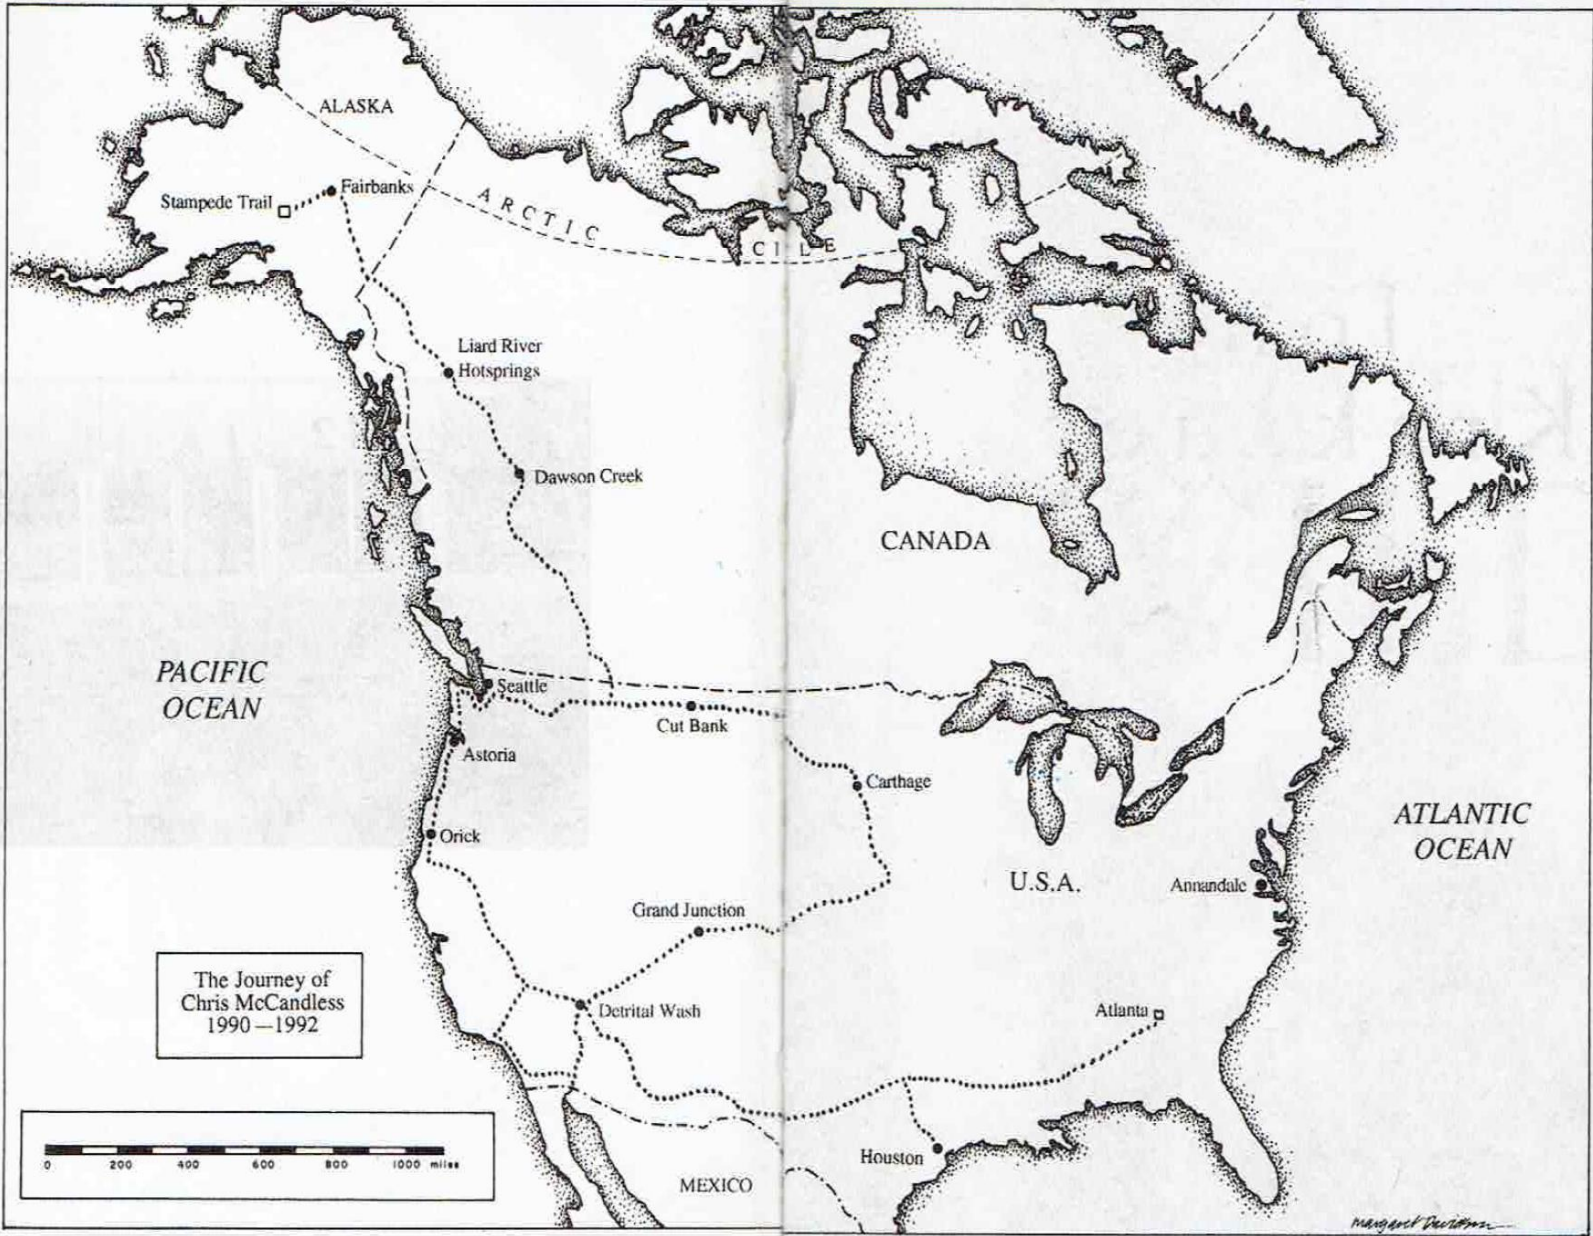 ALASKA
Fairbanks
Stampede Trail
ARCTIC
CI LE
Liard River
Hotsprings
Dawson Creek
CANADA
PACIFIC
OCEAN
Seattle
Cut Bank
Astoria
Carthage
Orick
ATLANTIC
OCEAN
U.S.A.
Annandale
Grand Junction
The Journey of
Chris McCandless
1990 — 1992
Detrital Wash
Atlanta
0 200 400 600 800 1000 miles
Houston
MEXICO
Margaret Davidson